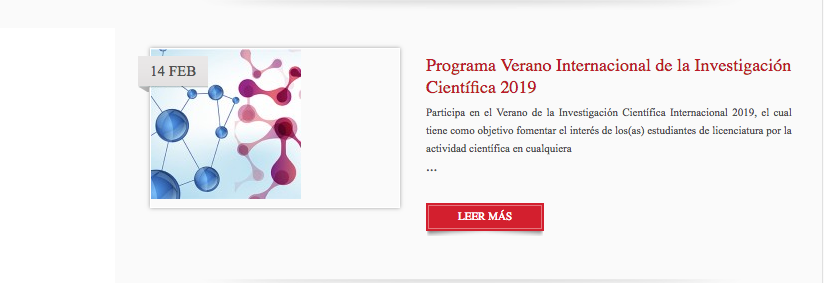 14 FEB
Programa Verano Internacional de la Investigación
Científica 2019
Participa en el Verano de la Investigación Científica Internacional 2019, el cual
tiene como objetivo fomentar el interés de los(as) estudiantes de licenciatura por la
actividad científica en cualquiera
...
LEER MÁS